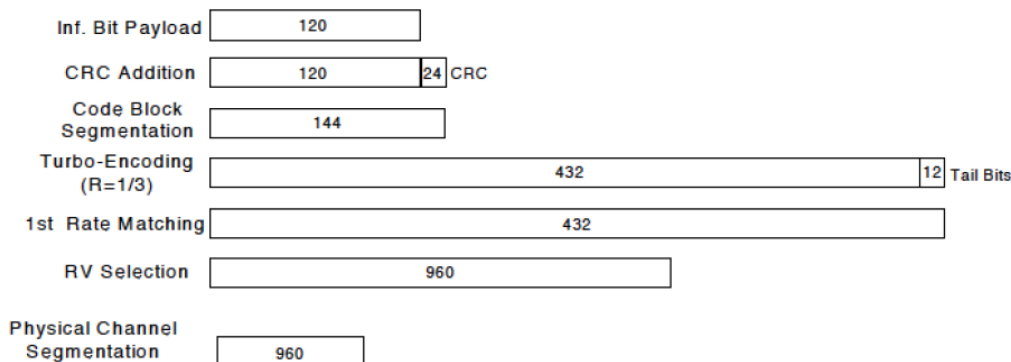 Inf. Bit Payload 120
CRC Addition 120 24 CRC
Code Block
Segmentation 144
Turbo-Encoding
(R=1/3) 432 12 Tail Bits
1st Rate Matching 432
RV Selection 960
Physical Channel
Segmentation 960